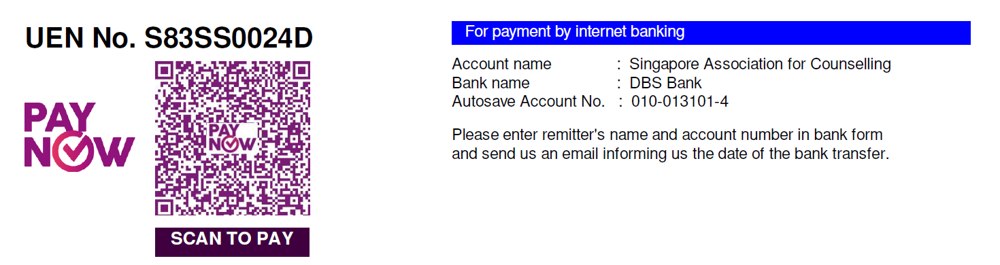 UEN No. S83SS0024D
PAY
NOW
PAY
NOW
SCAN TO PAY
For payment by internet banking
Account name : Singapore Association for Counselling
Bank name : DBS Bank
Autosave Account No. : 010-013101-4
Please enter remitter's name and account number in bank form
and send us an email informing us the date of the bank transfer.